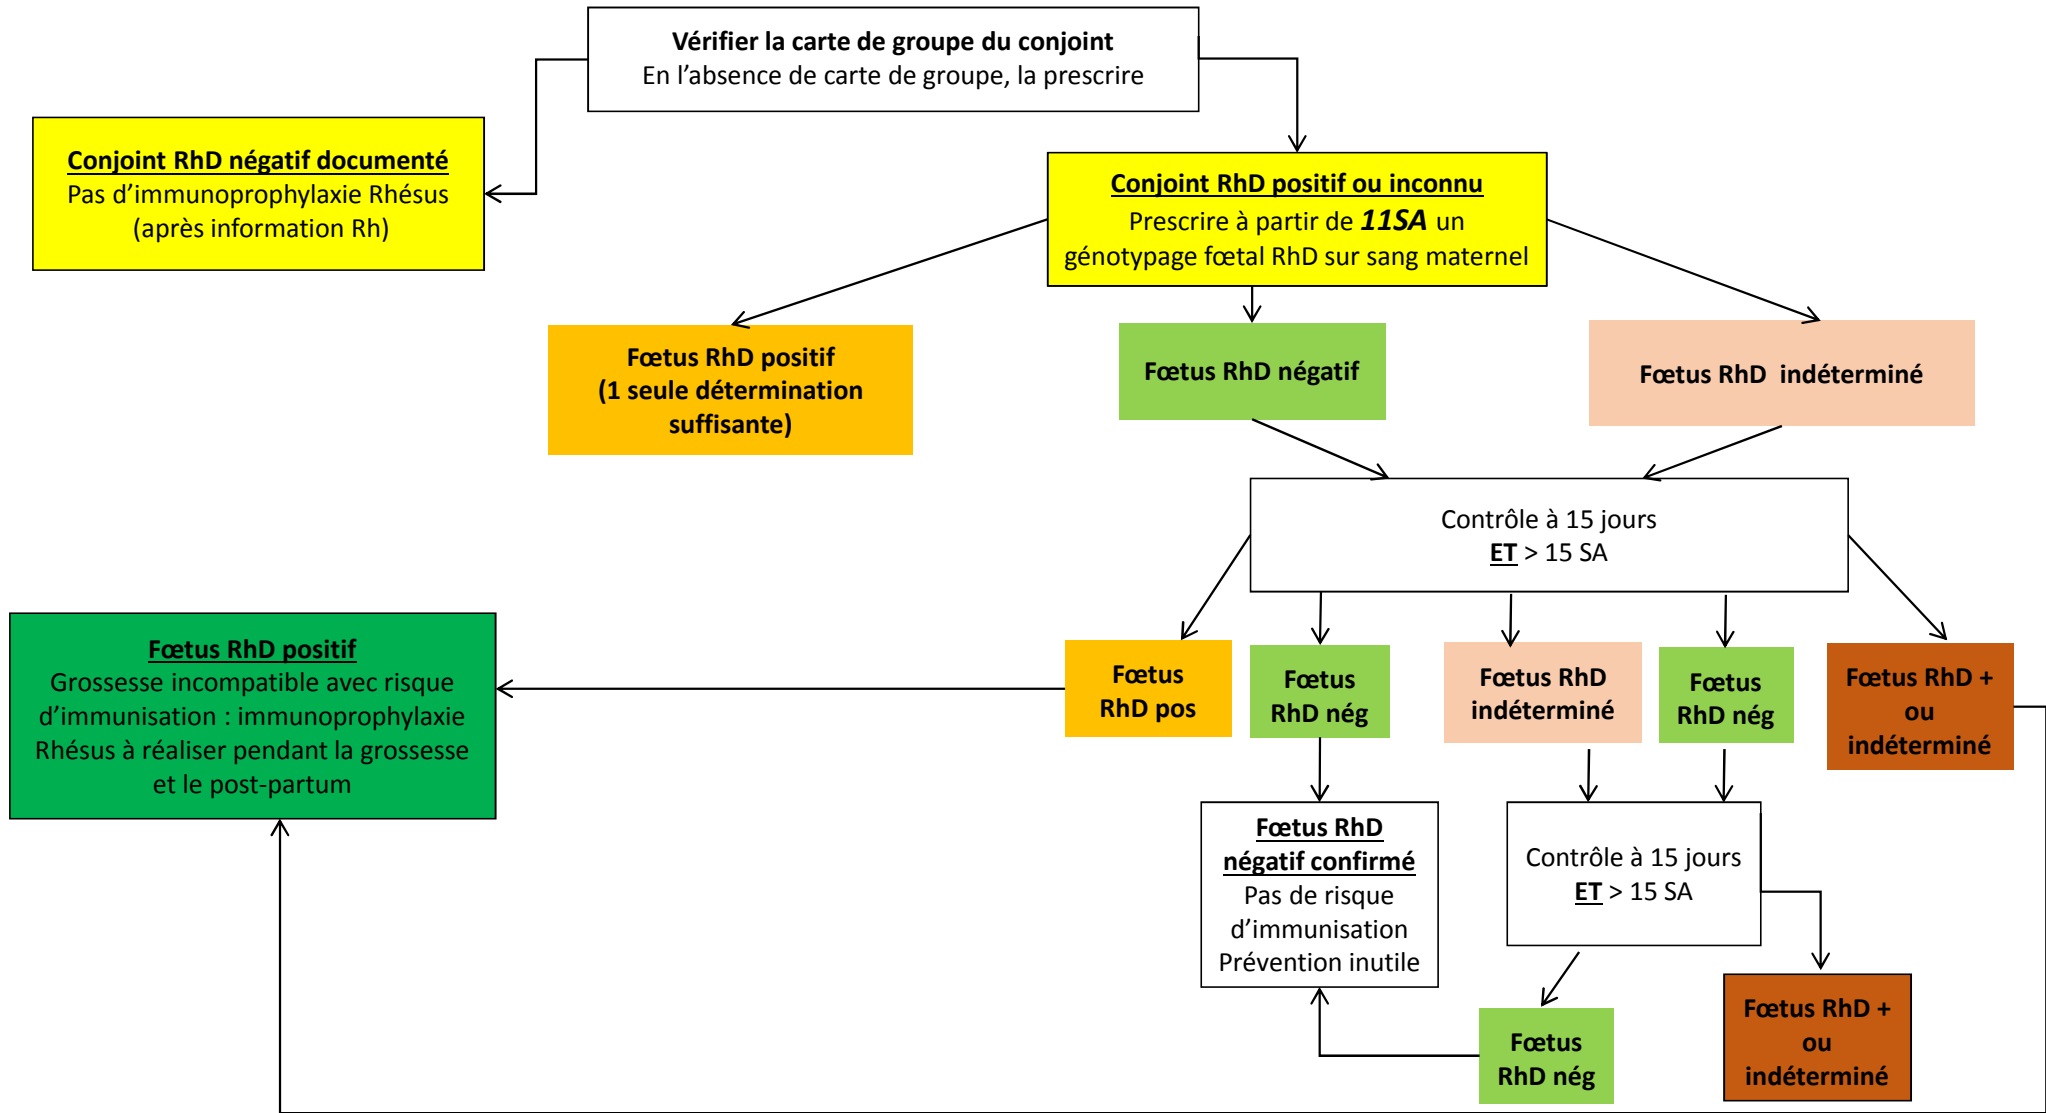 Vérifier la carte de groupe du conjoint
En l’absence de carte de groupe, la prescrire
Conjoint RhD négatif documenté
Pas d’immunoprophylaxie Rhésus
(après information Rh)
Conjoint RhD positif ou inconnu
Prescrire à partir de 11SA un
génotypage fœtal RhD sur sang maternel
Fœtus RhD positif
(1 seule détermination
suffisante)
Fœtus RhD négatif
Fœtus RhD indéterminé
Contrôle à 15 jours
ET > 15 SA
Fœtus RhD positif
Grossesse incompatible avec risque
d’immunisation : immunoprophylaxie
Rhésus à réaliser pendant la grossesse
et le post-partum
Fœtus
RhD pos
Fœtus
RhD nég
Fœtus RhD
indéterminé
Fœtus
RhD nég
Fœtus RhD +
ou
indéterminé
Fœtus RhD
négatif confirmé
Pas de risque
d’immunisation
Prévention inutile
Contrôle à 15 jours
ET > 15 SA
Fœtus
RhD nég
Fœtus RhD +
ou
indéterminé